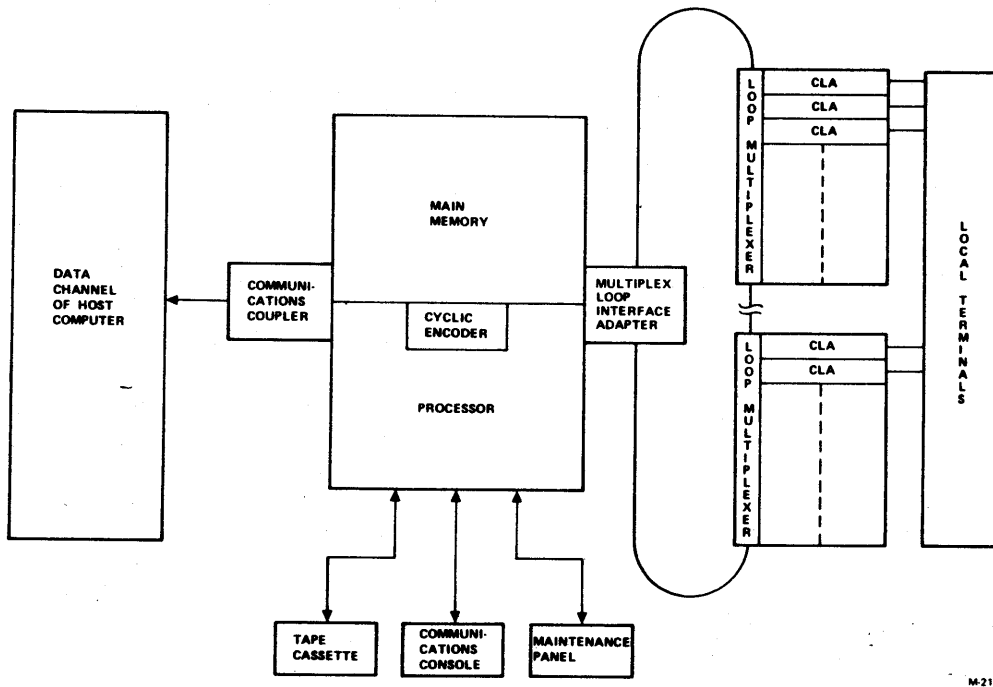 DATA
CHANNEL
OF HOST
COMPUTER
COMMUNI-
CATIONS
COUPLER
MAIN
MEMORY
CYCLIC
ENCODER
PROCESSOR
MULTIPLEX
LOOP
INTERFACE
ADAPTER
LOOP MULTIPLEXER
CLA
CLA
CLA
LOOP MULTIPLEXER
CLA
CLA
LOCAL TERMINALS
TAPE
CASSETTE
COMMUNI-
CATIONS
CONSOLE
MAINTENANCE
PANEL
M-21